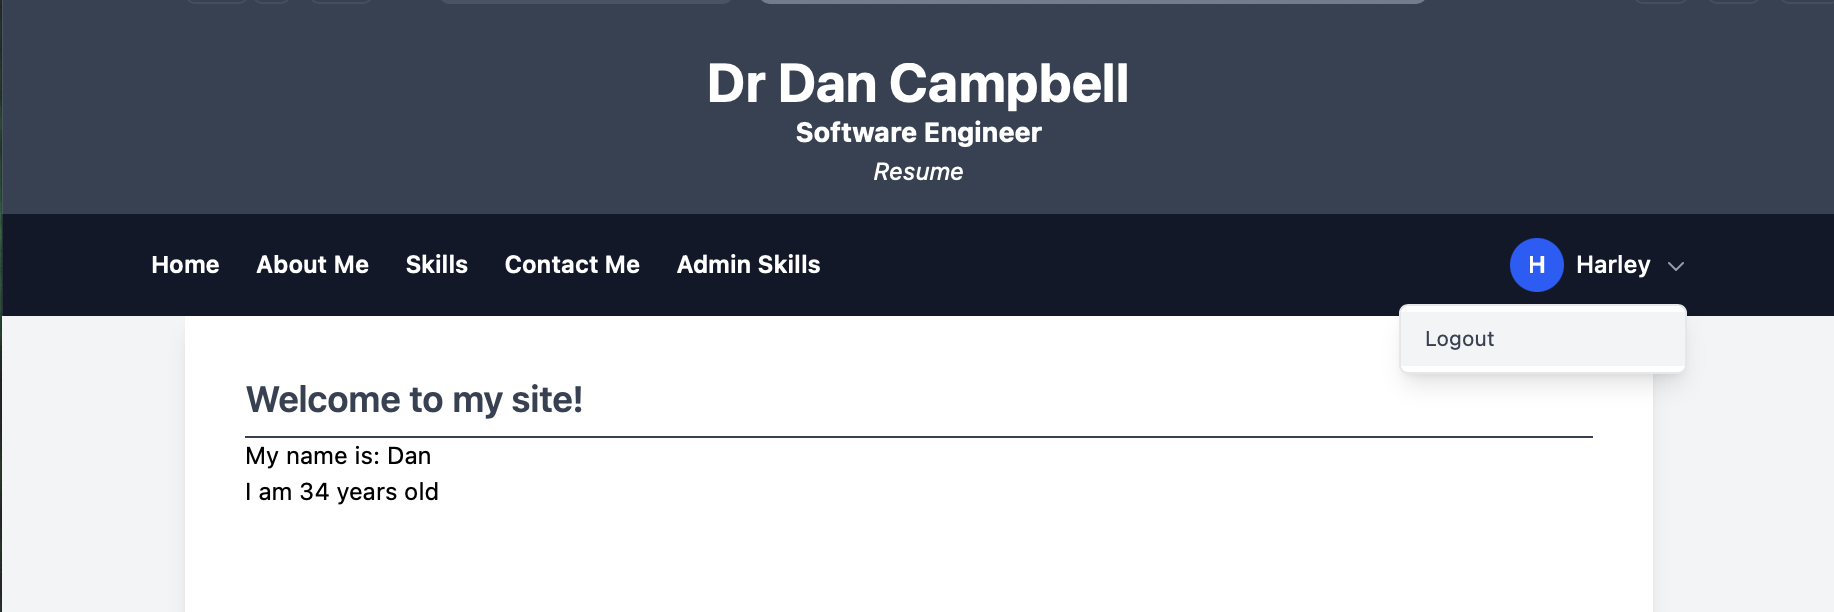 Dr Dan Campbell
Software Engineer
Resume
Home About Me Skills Contact Me Admin Skills H Harley
Logout
Welcome to my site!
My name is: Dan
I am 34 years old